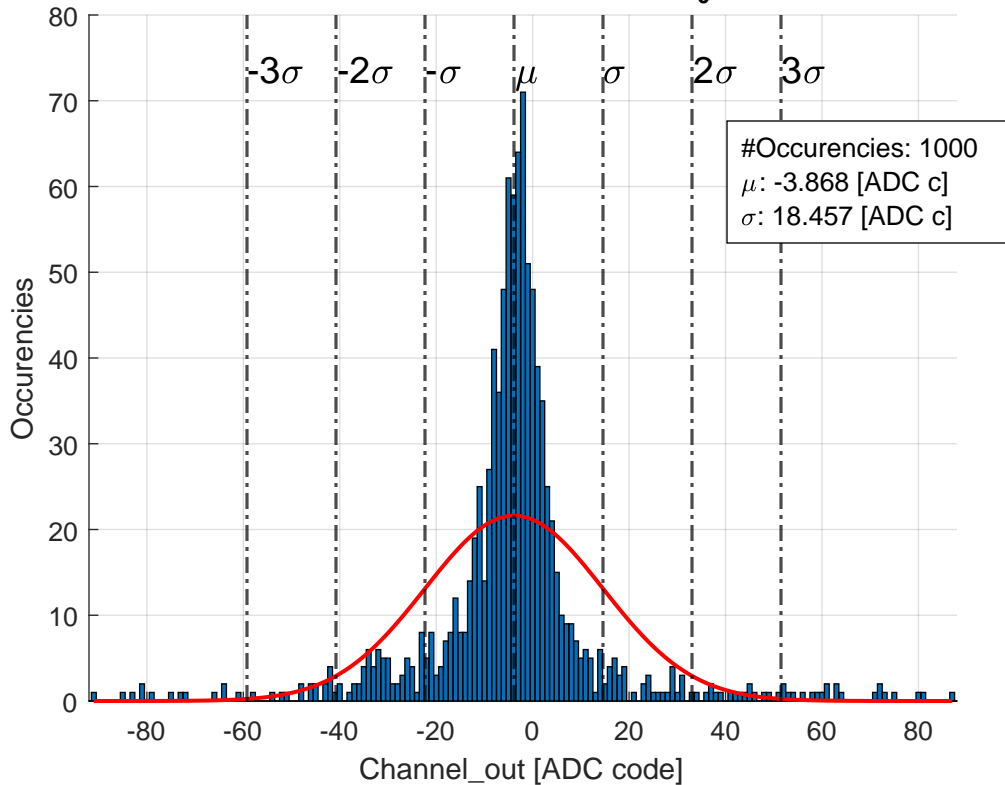 80
70
60
50
40
30
20
10
0
Occurencies
-3σ -2σ -σ μ σ 2σ 3σ
#Occurencies: 1000
μ: -3.868 [ADC c]
σ: 18.457 [ADC c]
-80 -60 -40 -20 0 20 40 60 80
Channel_out [ADC code]